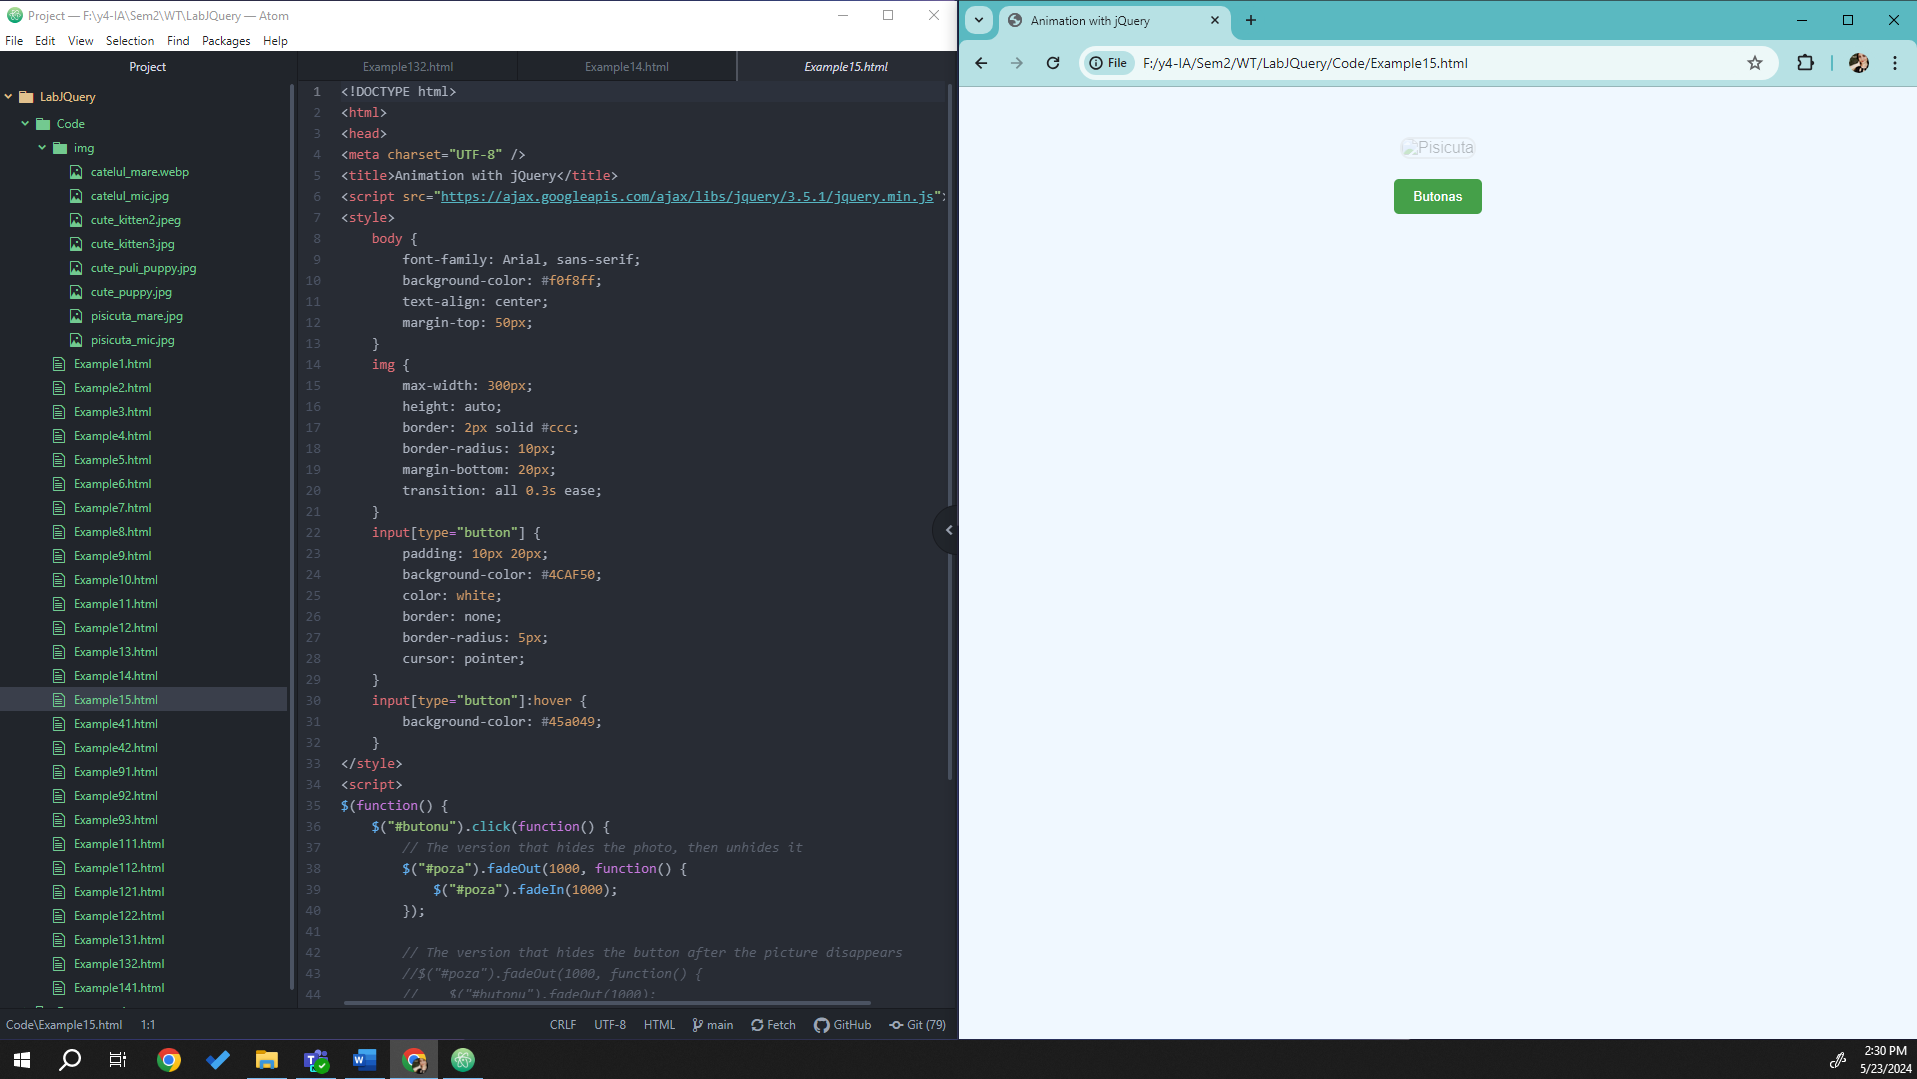 Project — F:\y4-IA\Sem2\WT\LabJQuery — Atom
File Edit View Selection Find Packages Help
Project
LabJQuery
Code
img
catelul_mare.webp
catelul_mic.jpg
cute_kitten2.jpeg
cute_kitten3.jpg
cute_puli_puppy.jpg
cute_puppy.jpg
pisicuta_mare.jpg
pisicuta_mic.jpg
Example1.html
Example2.html
Example3.html
Example4.html
Example5.html
Example6.html
Example7.html
Example8.html
Example9.html
Example10.html
Example11.html
Example12.html
Example13.html
Example14.html
Example15.html
Example41.html
Example42.html
Example91.html
Example92.html
Example93.html
Example111.html
Example112.html
Example121.html
Example122.html
Example131.html
Example132.html
Example141.html
Example132.html Example14.html Example15.html
1 <!DOCTYPE html>
2 <html>
3 <head>
4 <meta charset="UTF-8" />
5 <title>Animation with jQuery</title>
6 <script src="https://ajax.googleapis.com/ajax/libs/jquery/3.5.1/jquery.min.js">
7 <style>
8 body {
9 font-family: Arial, sans-serif;
10 background-color: #f0f8ff;
11 text-align: center;
12 margin-top: 50px;
13 }
14 img {
15 max-width: 300px;
16 height: auto;
17 border: 2px solid #ccc;
18 border-radius: 10px;
19 margin-bottom: 20px;
20 transition: all 0.3s ease;
21 }
22 input[type="button"] {
23 padding: 10px 20px;
24 background-color: #4CAF50;
25 color: white;
26 border: none;
27 border-radius: 5px;
28 cursor: pointer;
29 }
30 input[type="button"]:hover {
31 background-color: #45a049;
32 }
33 </style>
34 <script>
35 $(function() {
36 $("#butonu").click(function() {
37 // The version that hides the photo, then unhides it
38 $("#poza").fadeOut(1000, function() {
39 $("#poza").fadeIn(1000);
40 });
41
42 // The version that hides the button after the picture disappears
43 //$("#poza").fadeOut(1000, function() {
44 // $("#butonu").fadeOut(1000);
Code\Example15.html 1:1 CRLF UTF-8 HTML main Fetch GitHub Git (79)
Animation with jQuery
File F:/y4-IA/Sem2/WT/LabJQuery/Code/Example15.html
Pisicuta
Butonas
2:30 PM
5/23/2024